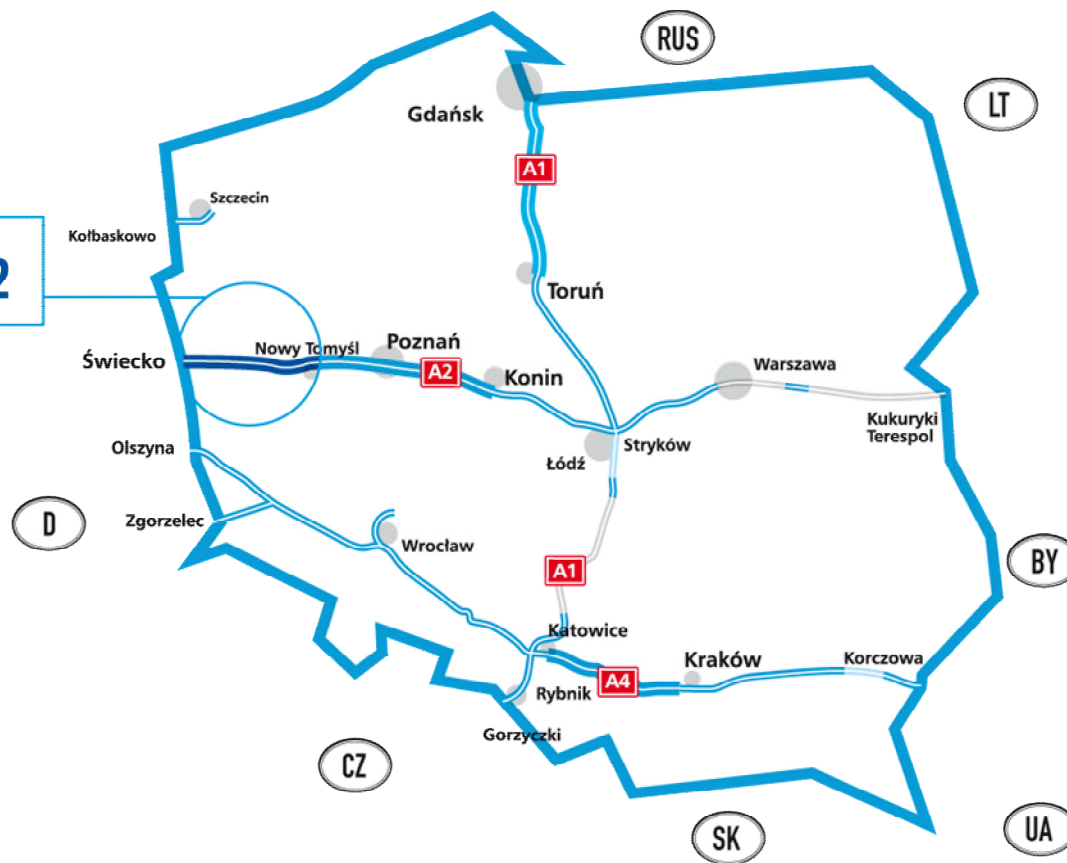 RUS
LT
Gdańsk
A1
Szczecin
Kołbaskowo
2
Toruń
Świecko
Nowy Tomyśl
Poznań
A2
Konin
Warszawa
Kukuryki
Terespol
Stryków
Łódź
Olszyna
D
Zgorzelec
Wrocław
BY
A1
Katowice
Kraków
Korczowa
A4
Rybnik
Gorzyczki
CZ
SK
UA